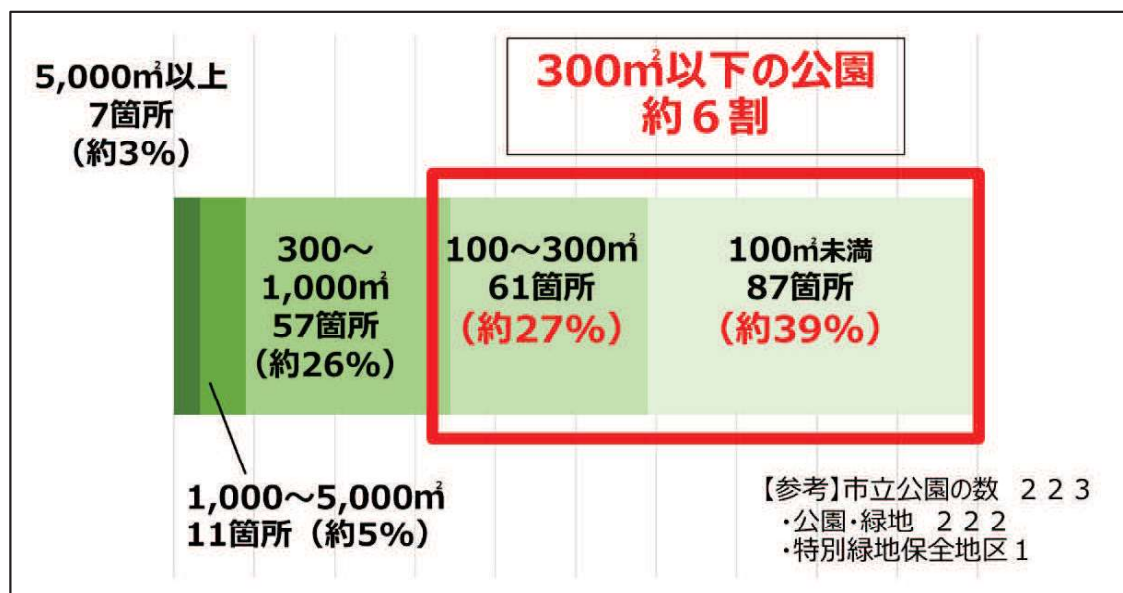 5,000㎡以上
7箇所
（約3%）
300㎡以下の公園
約６割
300～
1,000㎡
57箇所
（約26%）
100～300㎡
61箇所
（約27%）
100㎡未満
87箇所
（約39%）
1,000～5,000㎡
11箇所（約5%）
【参考】市立公園の数 ２２３
・公園・緑地 ２２２
・特別緑地保全地区１